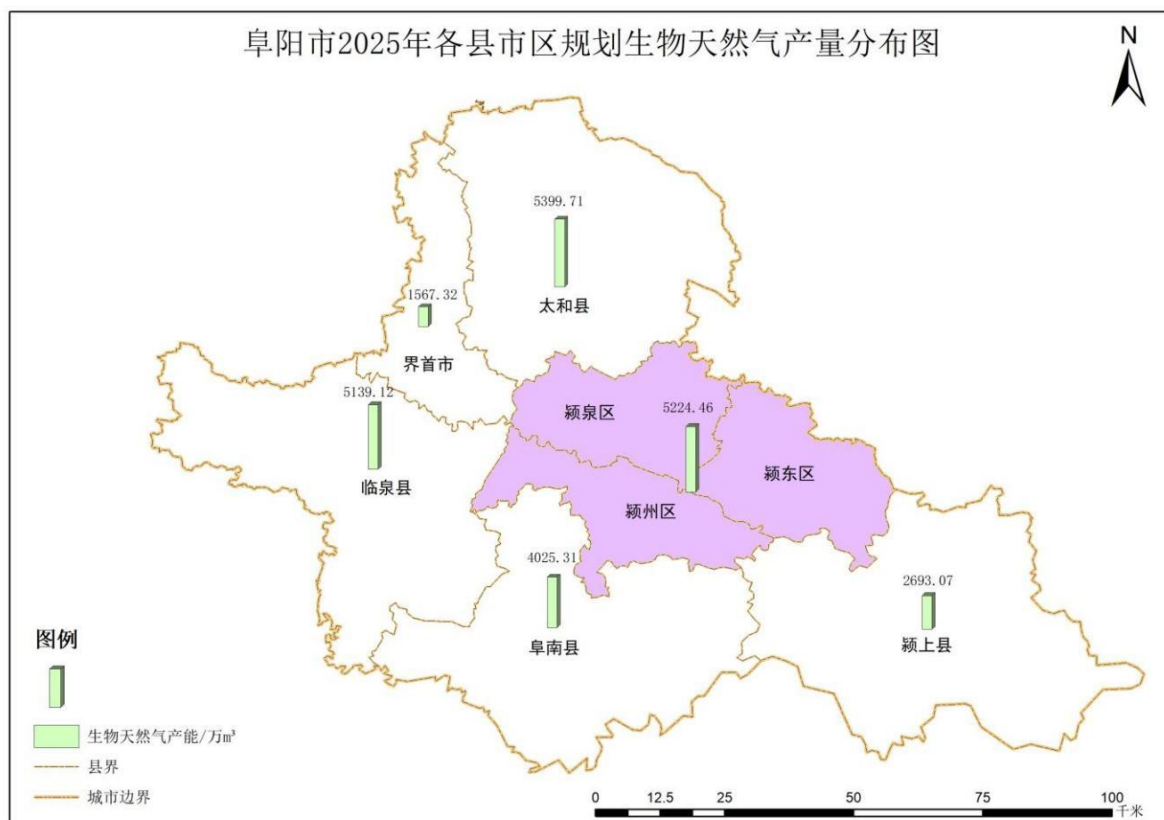 阜阳市2025年各县市区规划生物天然气产量分布图
N
5399.71
太和县
1567.32
界首市
5139.12
临泉县
颍泉区
5224.46
颍东区
颍州区
4025.31
阜南县
2693.07
颍上县
图例
生物天然气产能/万m³
县界
城市边界
0 12.5 25 50 75 100
千米